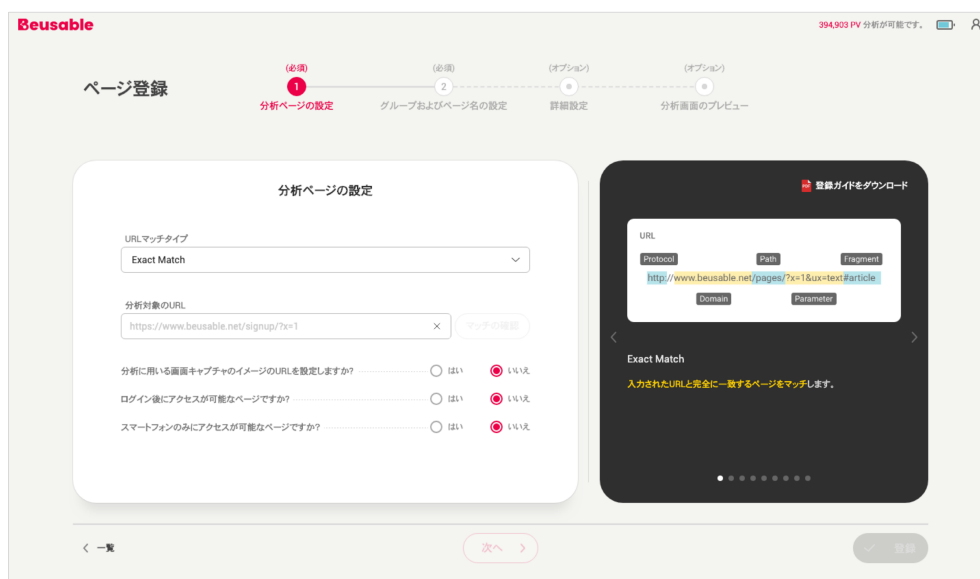 Beusable
394,903 PV 分析が可能です。
ページ登録
(必須)
1
分析ページの設定
(必須)
2
グループおよびページ名の設定
(オプション)
詳細設定
(オプション)
分析画面のプレビュー
分析ページの設定
URLマッチタイプ
Exact Match
分析対象のURL
https://www.beusable.net/signup/?x=1
マッチの確認
分析に用いる画面キャプチャのイメージのURLを設定しますか?
はい いいえ
ログイン後にアクセスが可能なページですか?
はい いいえ
スマートフォンのみにアクセスが可能なページですか?
はい いいえ
PDF 登録ガイドをダウンロード
URL
Protocol Path Fragment
http://www.beusable.net/pages/?x=1&ux=text#article
Domain Parameter
Exact Match
入力されたURLと完全に一致するページをマッチします。
一覧
次へ
登録